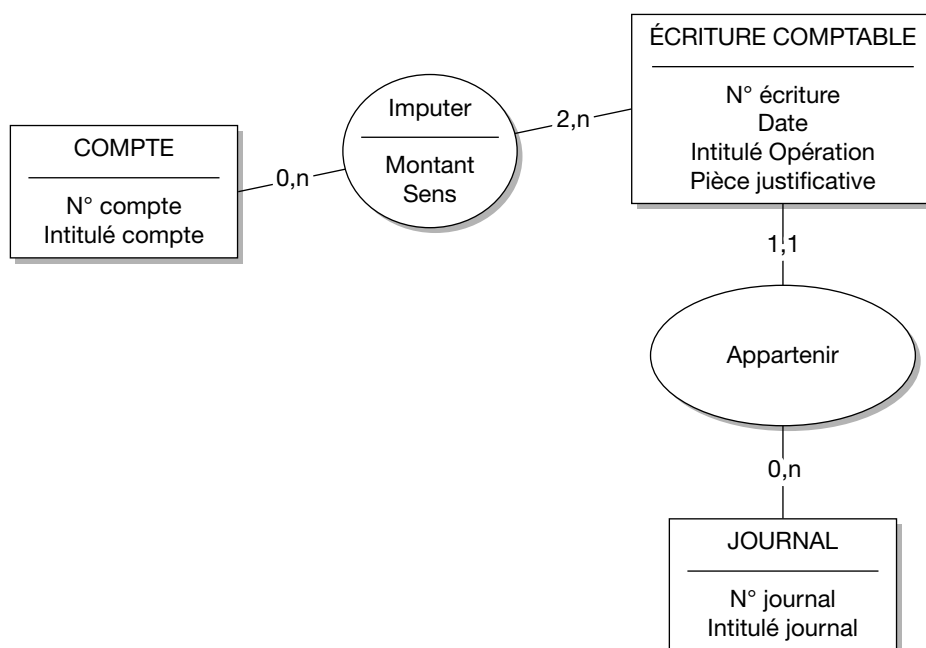 ÉCRITURE COMPTABLE
N° écriture
Date
Intitulé Opération
Pièce justificative
Imputer
Montant
Sens
2,n
COMPTE
N° compte
Intitulé compte
0,n
1,1
Appartenir
0,n
JOURNAL
N° journal
Intitulé journal